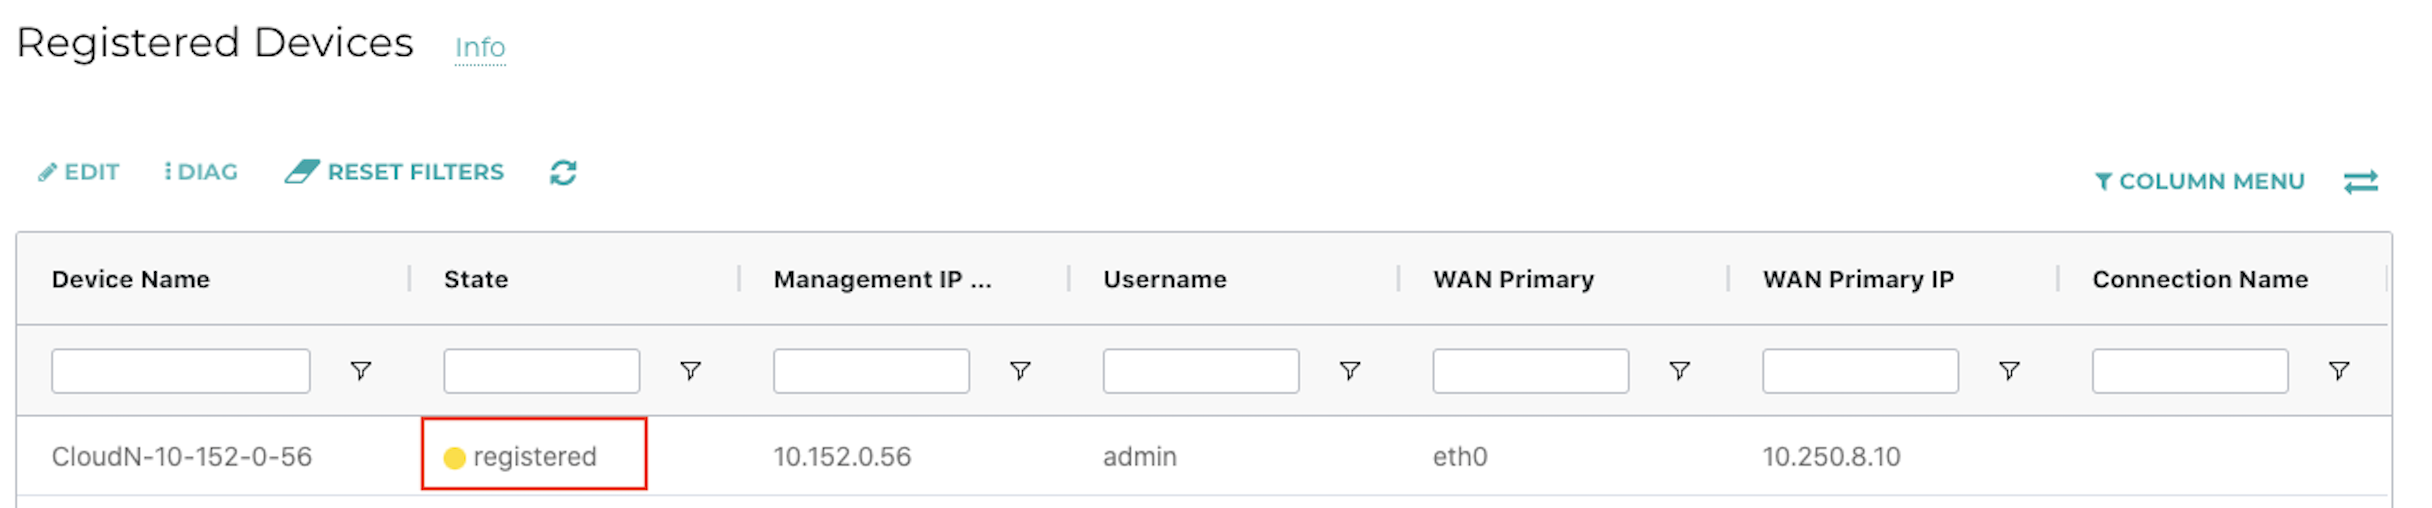 Registered Devices Info
EDIT DIAG RESET FILTERS COLUMN MENU
Device Name State Management IP ... Username WAN Primary WAN Primary IP Connection Name
CloudN-10-152-0-56 registered 10.152.0.56 admin eth0 10.250.8.10